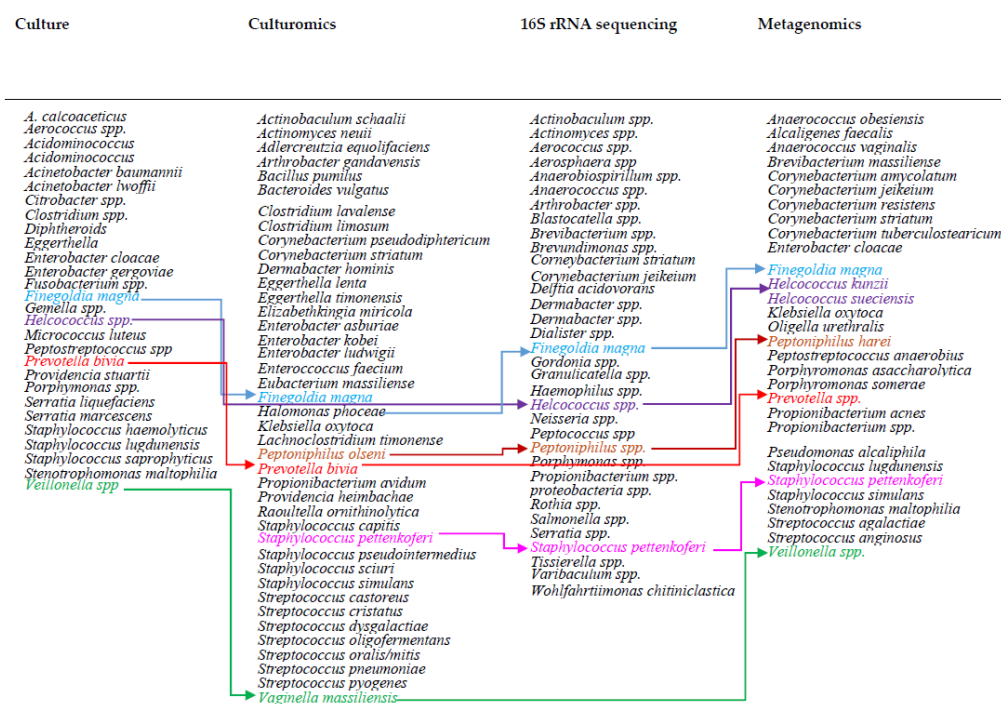 Culture
Culturomics
16S rRNA sequencing
Metagenomics
A. calcoaceticus
Aerococcus spp.
Acidominococcus
Acidominococcus
Acinetobacter baumannii
Acinetobacter lwoffii
Citrobacter spp.
Clostridium spp.
Diphtheroids
Eggerthella
Enterobacter cloacae
Enterobacter gergoviae
Fusobacterium spp.
Finegoldia magna
Gemella spp.
Helcococcus spp.
Micrococcus luteus
Peptostreptococcus spp
Prevotella bivia
Providencia stuartii
Porphymonas spp.
Serratia liquefaciens
Serratia marcescens
Staphylococcus haemolyticus
Staphylococcus lugdunensis
Staphylococcus saprophyticus
Stenotrophomonas maltophilia
Veillonella spp
Actinobaculum schaalii
Actinomyces neuii
Adlercreutzia equolifaciens
Arthrobacter gandavensis
Bacillus pumilus
Bacteroides vulgatus
Clostridium lavalense
Clostridium limosum
Corynebacterium pseudodiphtericum
Corynebacterium striatum
Dermabacter hominis
Eggerthella lenta
Eggerthella timonensis
Elizabethkingia miricola
Enterobacter asburiae
Enterobacter kobei
Enterobacter ludwigii
Enteroccoccus faecium
Eubacterium massiliense
Finegoldia magna
Halomonas phoceae
Klebsiella oxytoca
Lachnoclostridium timonense
Peptoniphilus olseni
Prevotella bivia
Propionibacterium avidum
Providencia heimbachae
Raoultella ornithinolytica
Staphylococcus capitis
Staphylococcus pettenkoferi
Staphylococcus pseudointermedius
Staphylococcus sciuri
Staphylococcus simulans
Streptococcus castoreus
Streptococcus cristatus
Streptococcus dysgalactiae
Streptococcus oligofermentans
Streptococcus oralis/mitis
Streptococcus pneumoniae
Streptococcus pyogenes
Vaginella massiliensis
Actinobaculum spp.
Actinomyces spp.
Aerococcus spp.
Aerosphaera spp
Anaerobiospirillum spp.
Anaerococcus spp.
Arthrobacter spp.
Blastocatella spp.
Brevibacterium spp.
Brevundimonas spp.
Corneybacterium striatum
Corynebacterium jeikeium
Delftia acidovorans
Dermabacter spp.
Dermabacter spp.
Dialister spp.
Finegoldia magna
Gordonia spp.
Granulicatella spp.
Haemophilus spp.
Helcococcus spp.
Neisseria spp.
Peptococcus spp
Peptoniphilus spp.
Porphymonas spp.
Propionibacterium spp.
proteobacteria spp.
Rothia spp.
Salmonella spp.
Serratia spp.
Staphylococcus pettenkoferi
Tissierella spp.
Varibaculum spp.
Wohlfahrtiimonas chitiniclastica
Anaerococcus obesiensis
Alcaligenes faecalis
Anaerococcus vaginalis
Brevibacterium massiliense
Corynebacterium amycolatum
Corynebacterium jeikeium
Corynebacterium resistens
Corynebacterium striatum
Corynebacterium tuberculostearicum
Enterobacter cloacae
Finegoldia magna
Helcococcus kunzii
Helcococcus sueciensis
Klebsiella oxytoca
Oligella urethralis
Peptoniphilus harei
Peptostreptococcus anaerobius
Porphyromonas asaccharolytica
Porphyromonas somerae
Prevotella spp.
Propionibacterium acnes
Propionibacterium spp.
Pseudomonas alcaliphila
Staphylococcus lugdunensis
Staphylococcus pettenkoferi
Staphylococcus simulans
Stenotrophomonas maltophilia
Streptococcus agalactiae
Streptococcus anginosus
Veillonella spp.